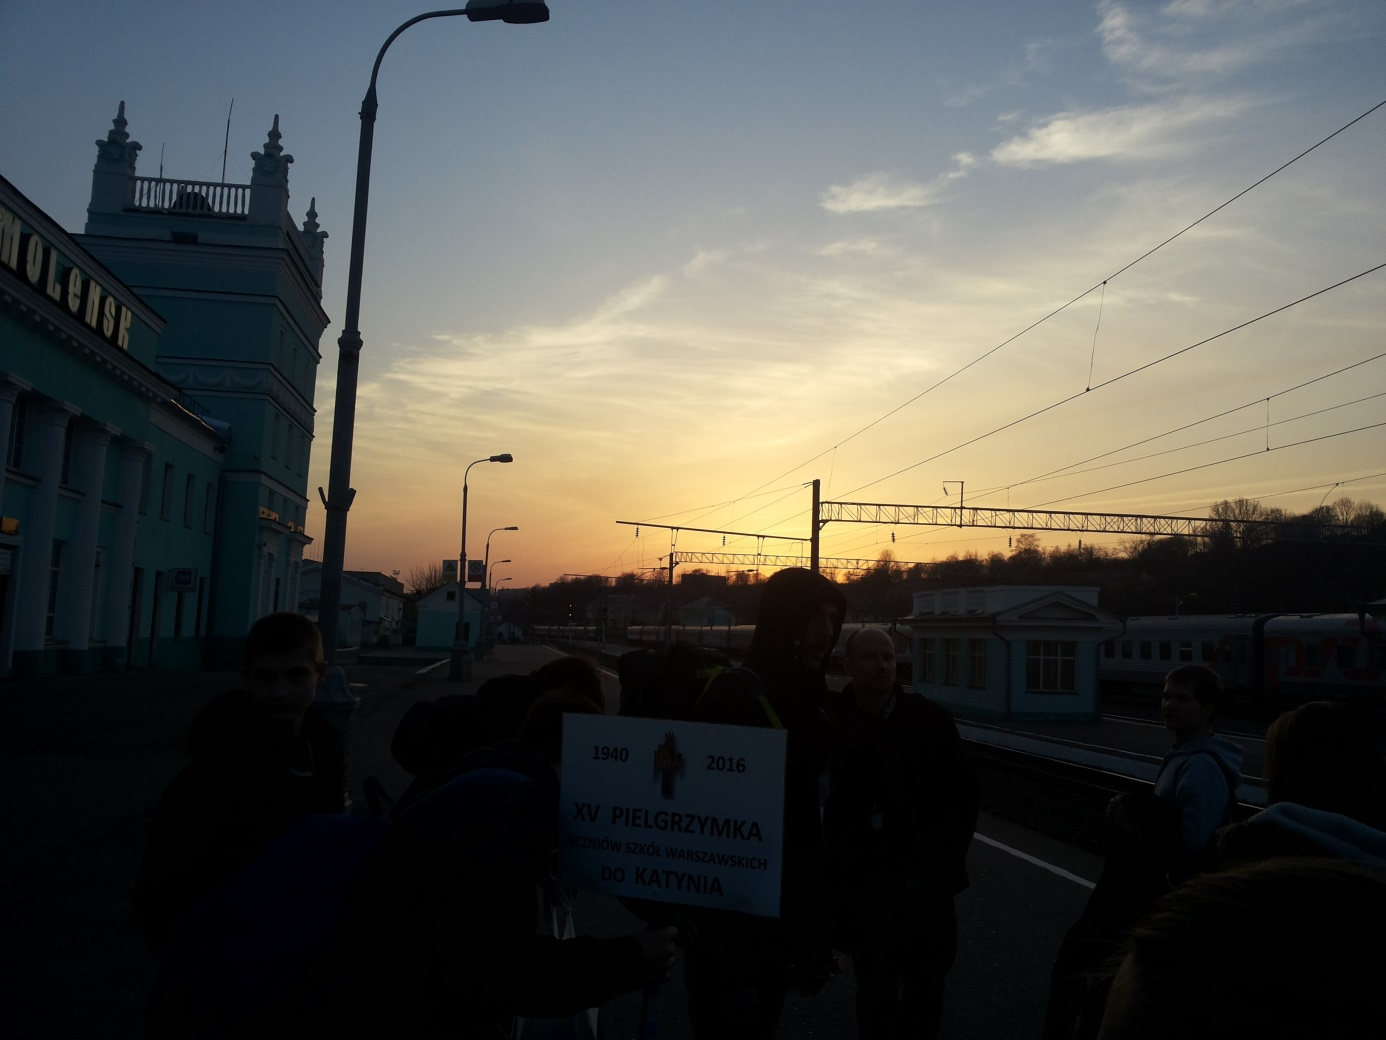 MOLENSK
1940 2016
XV PIELGRZYMKA
UCZNIÓW SZKÓŁ WARSZAWSKICH
DO KATYNIA